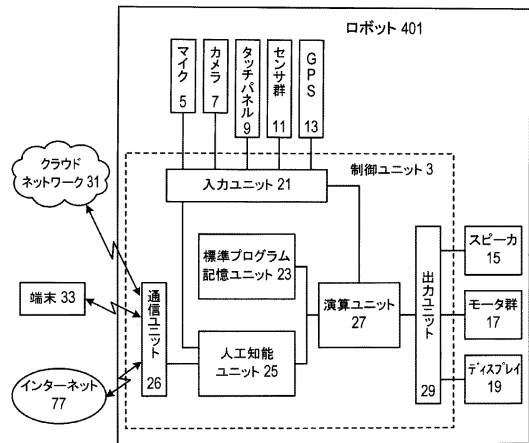 ロボット 401
マイク
5
カメラ
7
タッチパネル
9
センサ群
11
GPS
13
制御ユニット 3
入力ユニット 21
クラウド
ネットワーク 31
端末 33
インターネット
77
通信ユニット
26
標準プログラム
記憶ユニット 23
人工知能
ユニット 25
演算ユニット
27
出力ユニット
29
スピーカ
15
モータ群
17
ディスプレイ
19